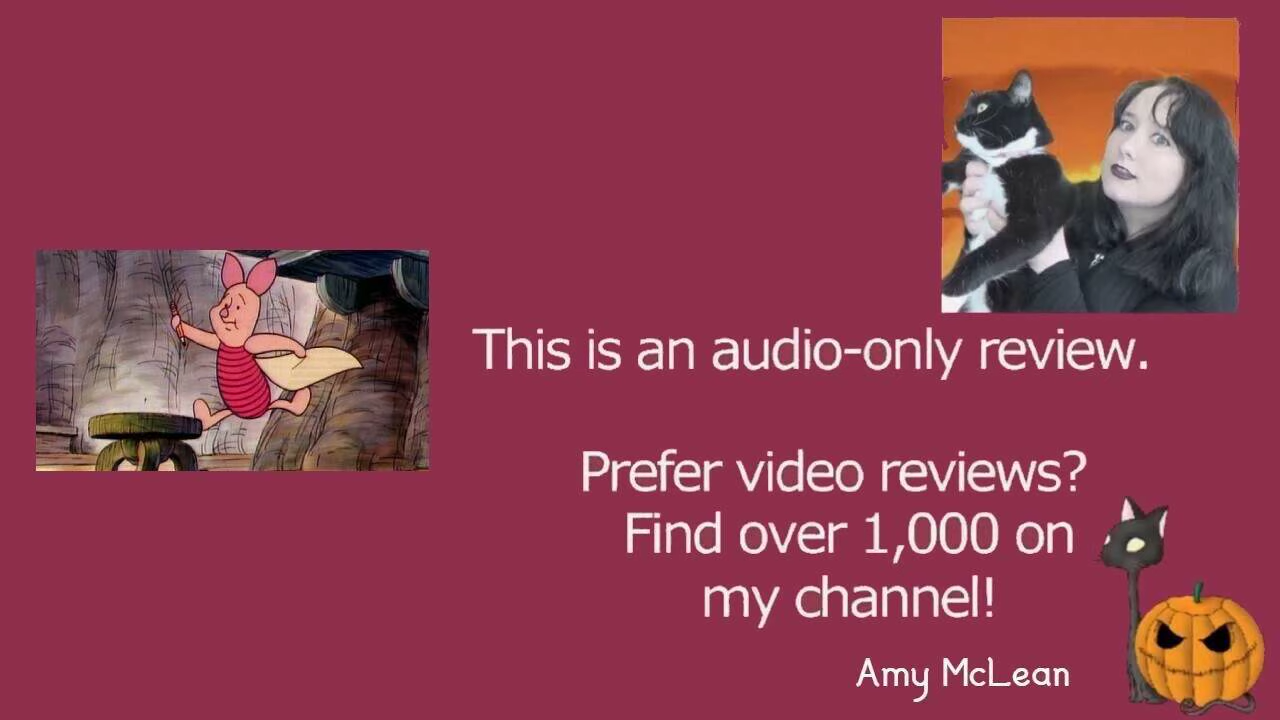 This is an audio-only review.
Prefer video reviews?
Find over 1,000 on
my channel!
Amy McLean